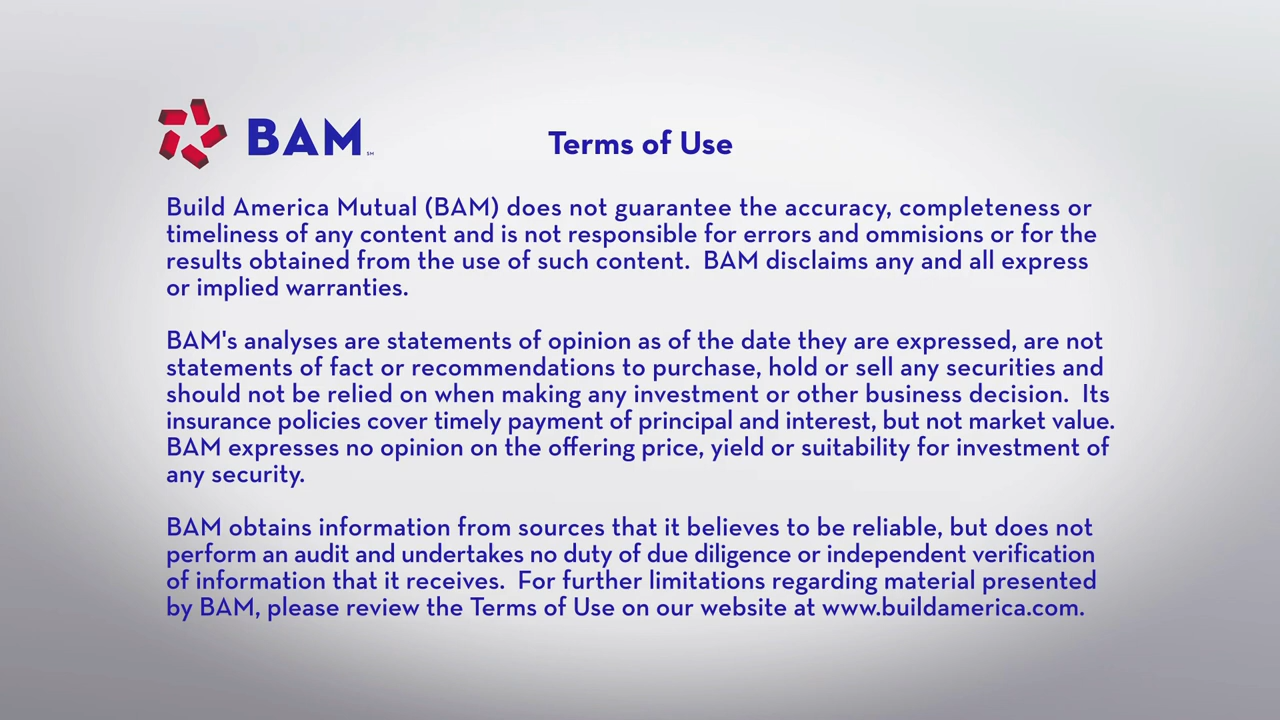 BAM
Terms of Use
Build America Mutual (BAM) does not guarantee the accuracy, completeness or
timeliness of any content and is not responsible for errors and ommisions or for the
results obtained from the use of such content.  BAM disclaims any and all express
or implied warranties.
BAM's analyses are statements of opinion as of the date they are expressed, are not
statements of fact or recommendations to purchase, hold or sell any securities and
should not be relied on when making any investment or other business decision.  Its
insurance policies cover timely payment of principal and interest, but not market value.
BAM expresses no opinion on the offering price, yield or suitability for investment of
any security.
BAM obtains information from sources that it believes to be reliable, but does not
perform an audit and undertakes no duty of due diligence or independent verification
of information that it receives.  For further limitations regarding material presented
by BAM, please review the Terms of Use on our website at www.buildamerica.com.